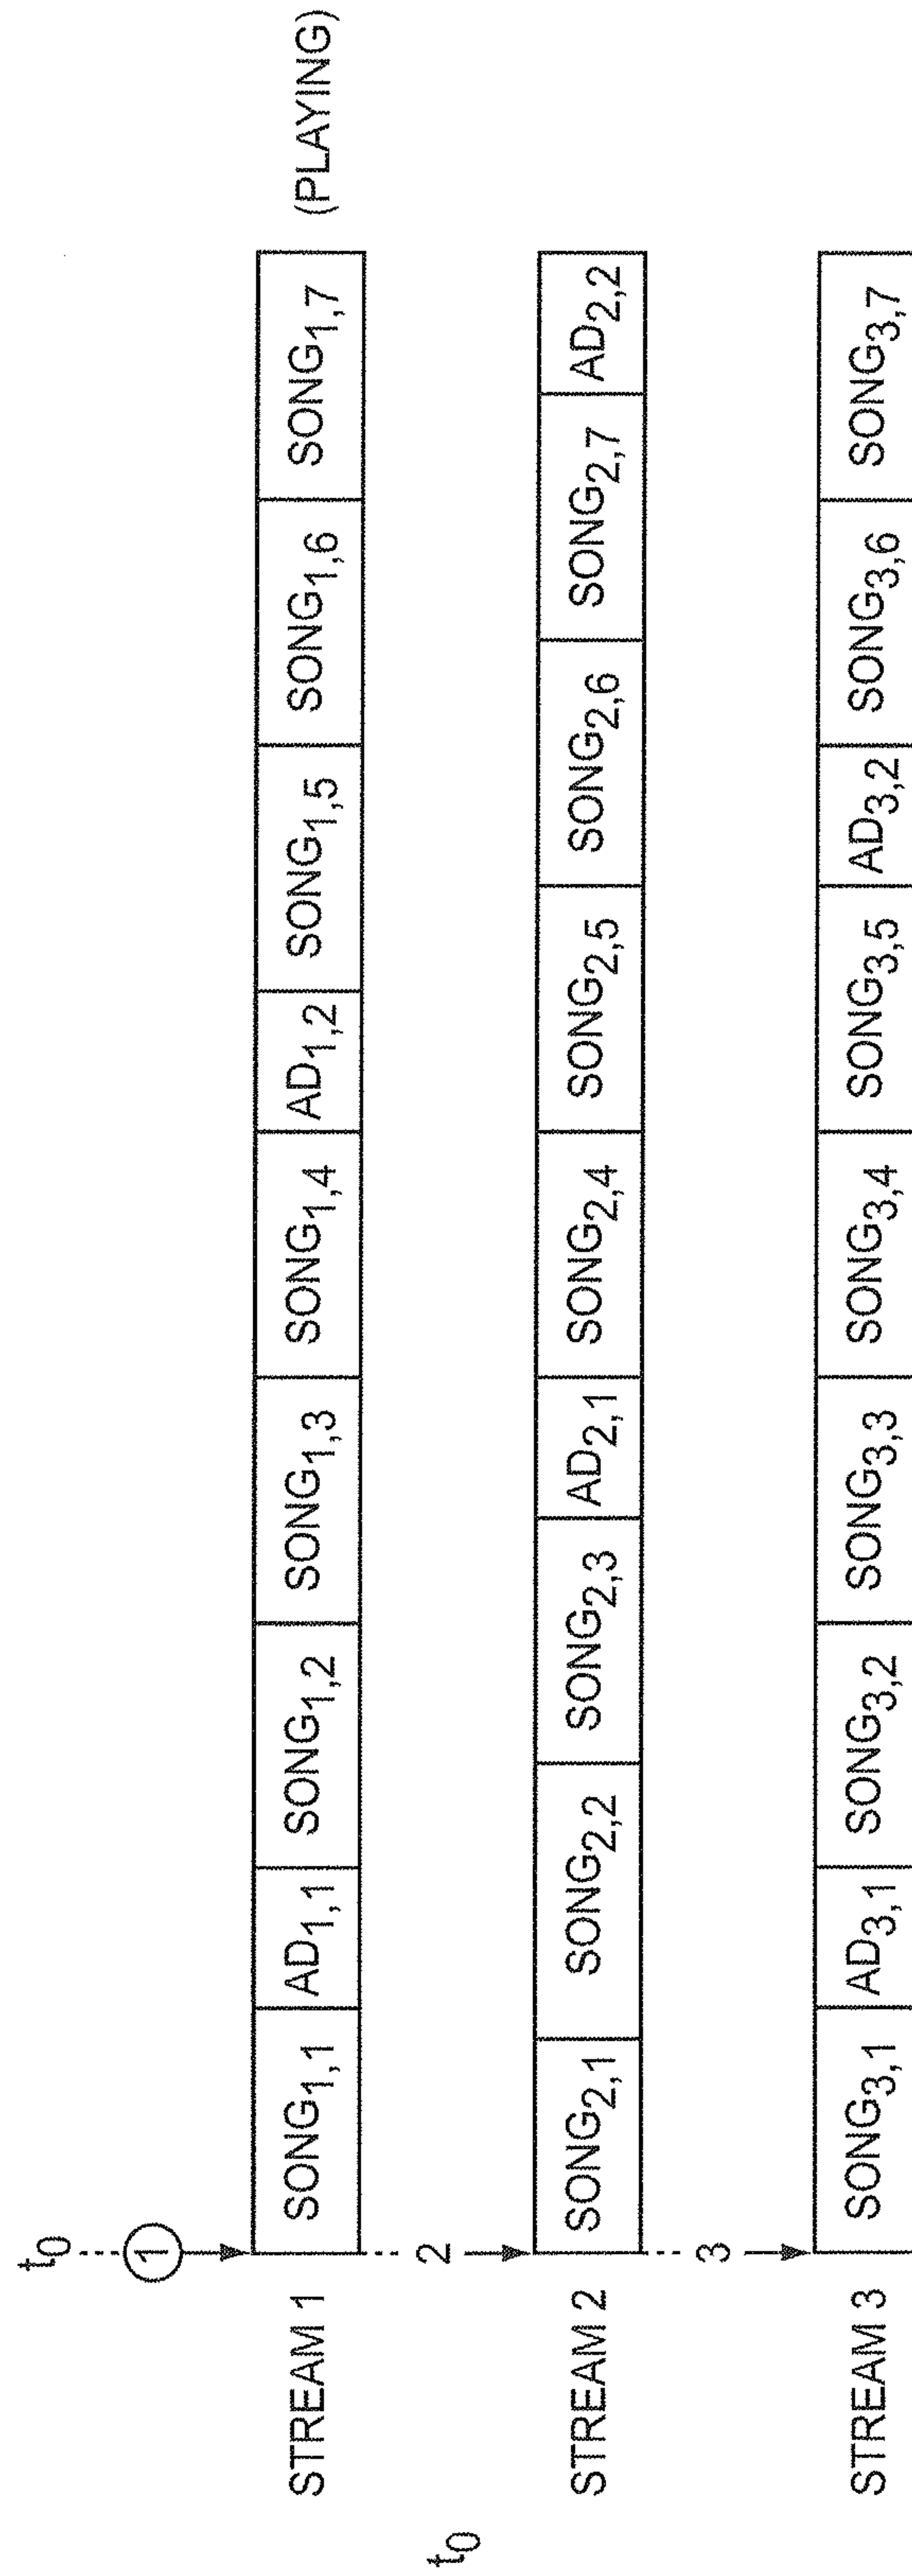 t0
1
STREAM 1 SONG1,1 AD1,1 SONG1,2 SONG1,3 SONG1,4 AD1,2 SONG1,5 SONG1,6 SONG1,7 (PLAYING)
2
t0
STREAM 2 SONG2,1 SONG2,2 SONG2,3 AD2,1 SONG2,4 SONG2,5 SONG2,6 SONG2,7 AD2,2
3
STREAM 3 SONG3,1 AD3,1 SONG3,2 SONG3,3 SONG3,4 SONG3,5 AD3,2 SONG3,6 SONG3,7